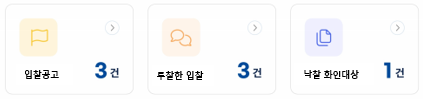 입찰공고 3 건
투찰한 입찰 3 건
낙찰 화인대상 1 건